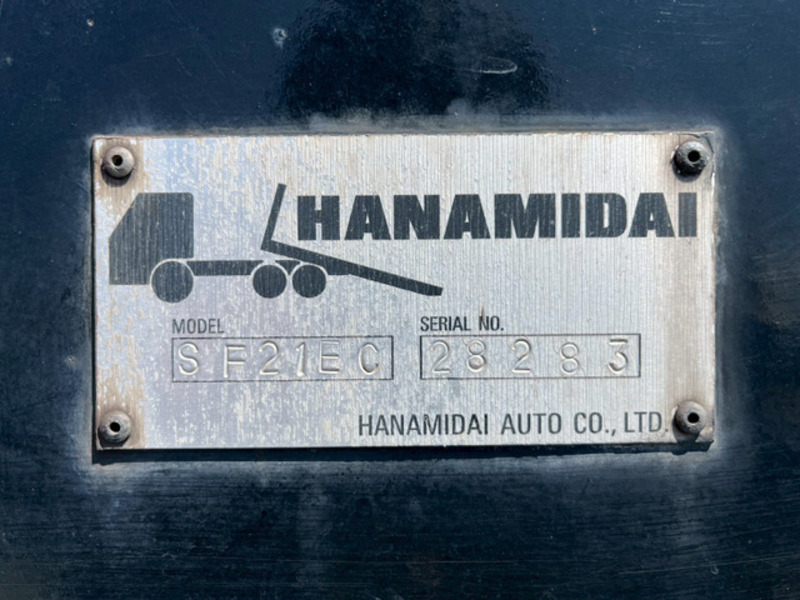 HANAMIDAI
MODEL SERIAL NO.
SF21EC 28283
HANAMIDAI AUTO CO., LTD.